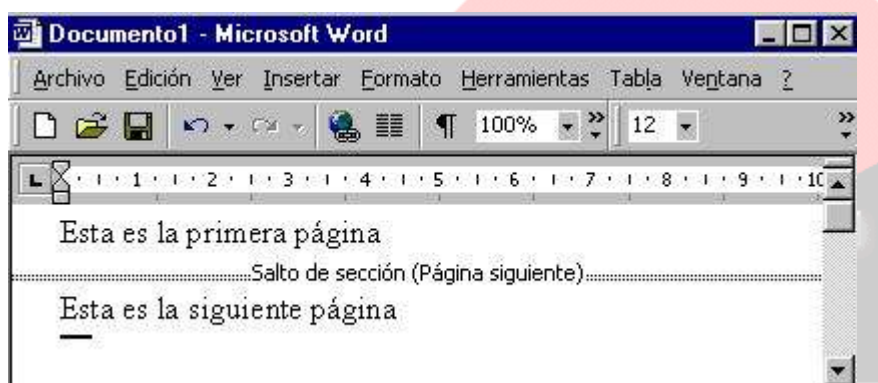 Documento1 - Microsoft Word
Archivo Edición Ver Insertar Formato Herramientas Tabla Ventana ?
100% 12
1 2 3 4 5 6 7 8 9 10
Esta es la primera página
Salto de sección (Página siguiente)
Esta es la siguiente página